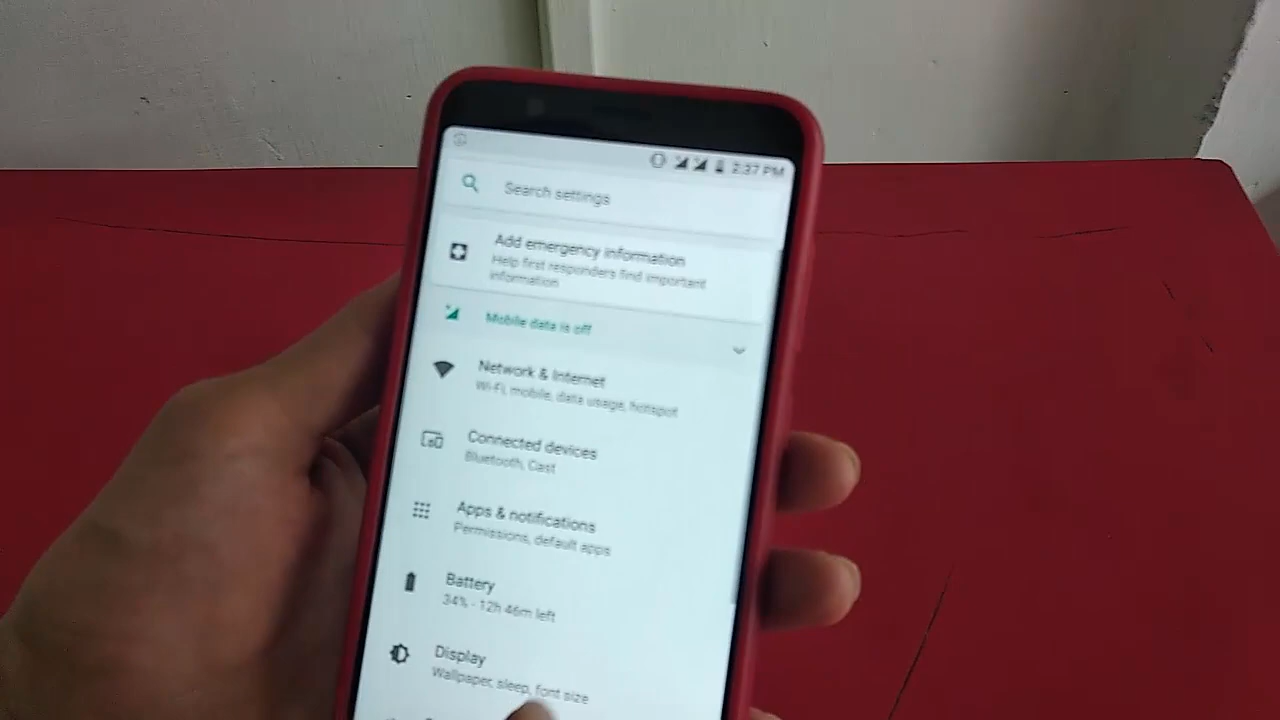 2:37 PM
Search settings
Add emergency information
Help first responders find important
information
Mobile data is off
Network & Internet
Wi-Fi, mobile, data usage, hotspot
Connected devices
Bluetooth, Cast
Apps & notifications
Permissions, default apps
Battery
34% - 12h 46m left
Display
Wallpaper, sleep, font size